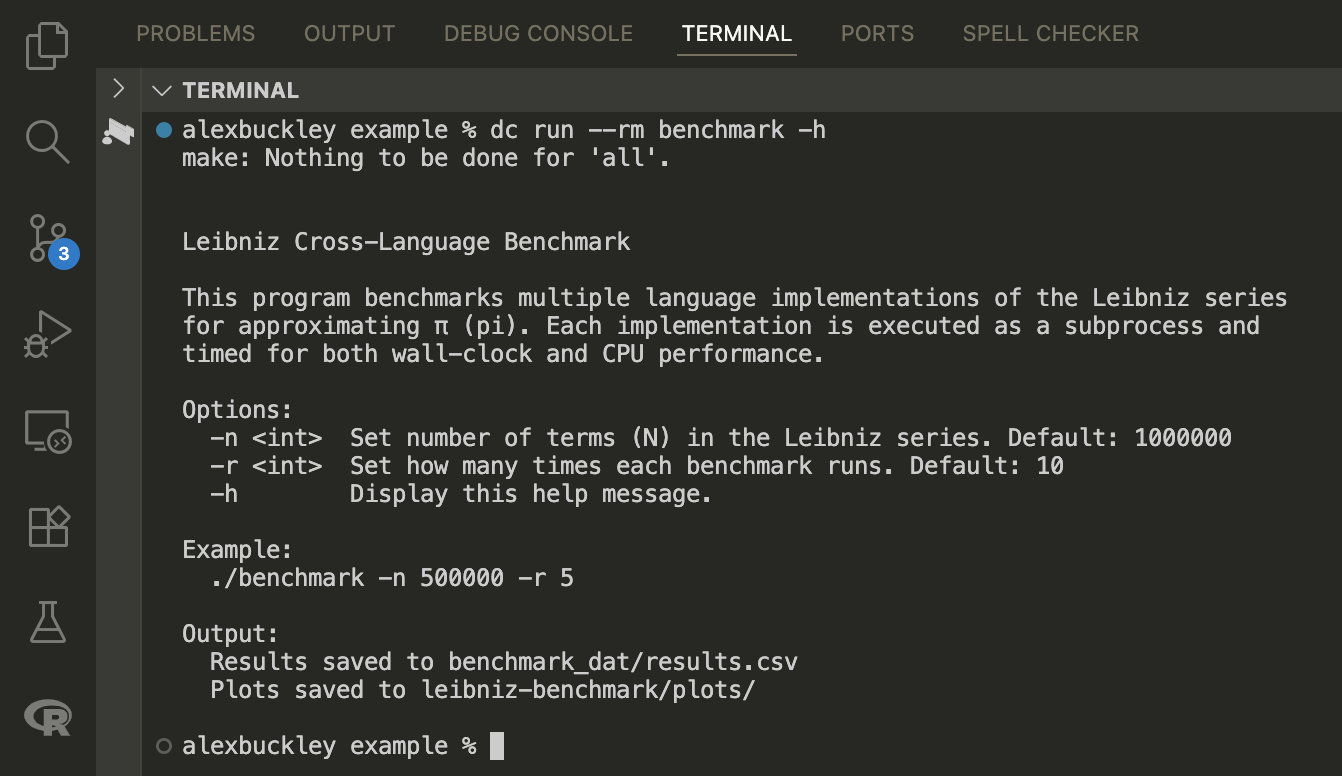 PROBLEMS OUTPUT DEBUG CONSOLE TERMINAL PORTS SPELL CHECKER
TERMINAL
alexbuckley example % dc run --rm benchmark -h
make: Nothing to be done for 'all'.
3
Leibniz Cross-Language Benchmark
This program benchmarks multiple language implementations of the Leibniz series
for approximating π (pi). Each implementation is executed as a subprocess and
timed for both wall-clock and CPU performance.
Options:
-n <int> Set number of terms (N) in the Leibniz series. Default: 1000000
-r <int> Set how many times each benchmark runs. Default: 10
-h Display this help message.
Example:
./benchmark -n 500000 -r 5
Output:
Results saved to benchmark_dat/results.csv
Plots saved to leibniz-benchmark/plots/
R
alexbuckley example %